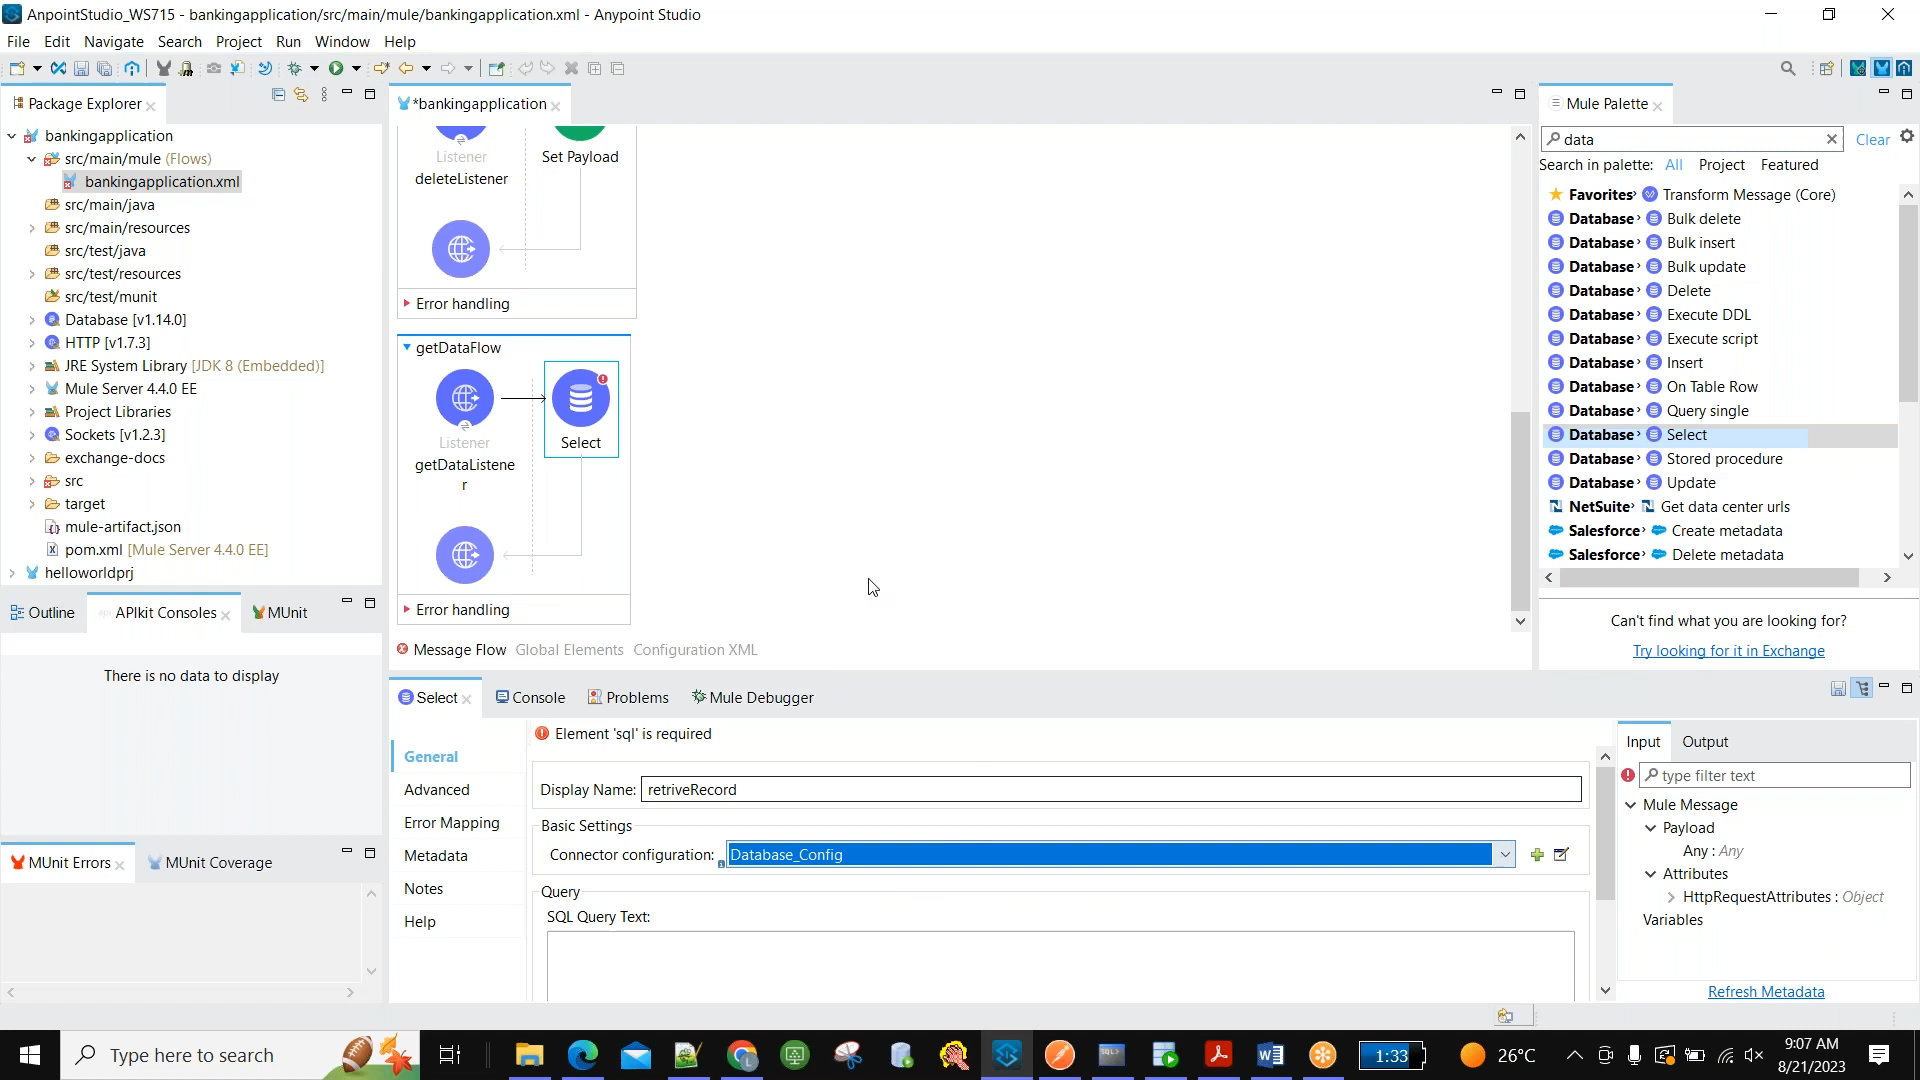 AnpointStudio_WS715 - bankingapplication/src/main/mule/bankingapplication.xml - Anypoint Studio
File Edit Navigate Search Project Run Window Help
Package Explorer
bankingapplication
src/main/mule (Flows)
bankingapplication.xml
src/main/java
src/main/resources
src/test/java
src/test/resources
src/test/munit
Database [v1.14.0]
HTTP [v1.7.3]
JRE System Library [JDK 8 (Embedded)]
Mule Server 4.4.0 EE
Project Libraries
Sockets [v1.2.3]
exchange-docs
src
target
mule-artifact.json
pom.xml [Mule Server 4.4.0 EE]
helloworldprj
Outline APIkit Consoles MUnit
There is no data to display
MUnit Errors MUnit Coverage
*bankingapplication
Listener
deleteListener
Set Payload
Error handling
getDataFlow
Listener
getDataListene
r
Select
Error handling
Message Flow Global Elements Configuration XML
Mule Palette
data
Clear
Search in palette: All Project Featured
Favorites Transform Message (Core)
Database Bulk delete
Database Bulk insert
Database Bulk update
Database Delete
Database Execute DDL
Database Execute script
Database Insert
Database On Table Row
Database Query single
Database Select
Database Stored procedure
Database Update
NetSuite Get data center urls
Salesforce Create metadata
Salesforce Delete metadata
Can't find what you are looking for?
Try looking for it in Exchange
Select Console Problems Mule Debugger
Element 'sql' is required
General
Advanced
Error Mapping
Metadata
Notes
Help
Display Name: retriveRecord
Basic Settings
Connector configuration: Database_Config
Query
SQL Query Text:
Input Output
type filter text
Mule Message
Payload
Any : Any
Attributes
HttpRequestAttributes : Object
Variables
Refresh Metadata
Type here to search
1:33
26°C
9:07 AM
8/21/2023